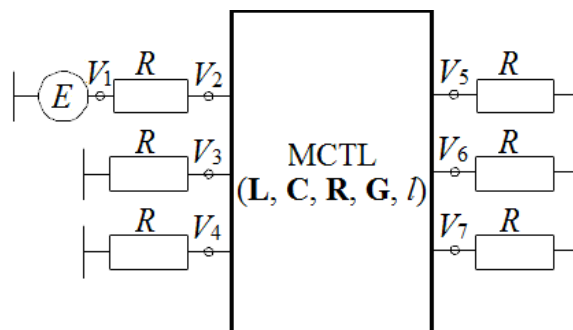 E V1 R V2
R V3
R V4
MCTL
(L, C, R, G, l)
V5 R
V6 R
V7 R